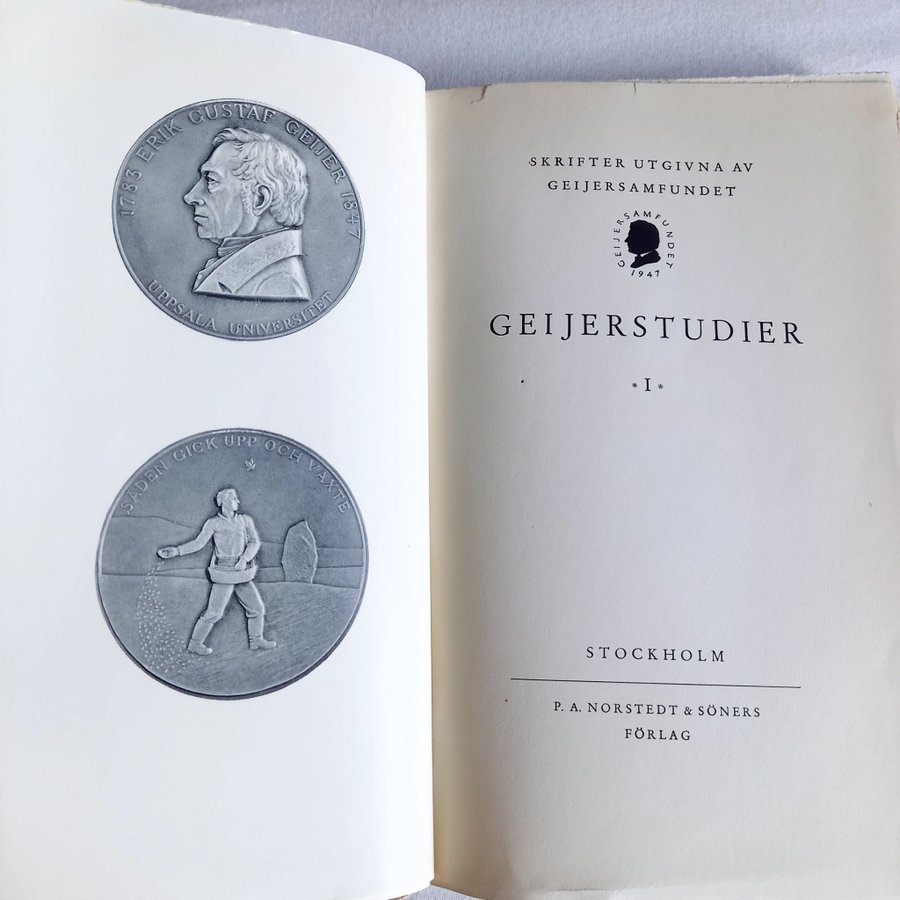 1783 ERIK GUSTAF GEIJER 1847
UPPSALA UNIVERSITET
SÄDEN GICK UPP OCH VÄXTE
SKRIFTER UTGIVNA AV
GEIJERSAMFUNDET
GEIJERSAMFUNDET
1947
GEIJERSTUDIER
* I *
STOCKHOLM
P. A. NORSTEDT & SÖNERS
FÖRLAG